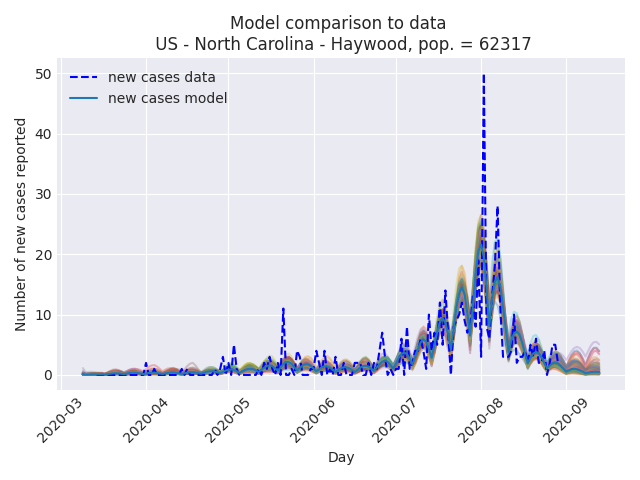 Model comparison to data
US - North Carolina - Haywood, pop. = 62317
new cases data
new cases model
Number of new cases reported
50
40
30
20
10
0
2020-03
2020-04
2020-05
2020-06
2020-07
2020-08
2020-09
Day